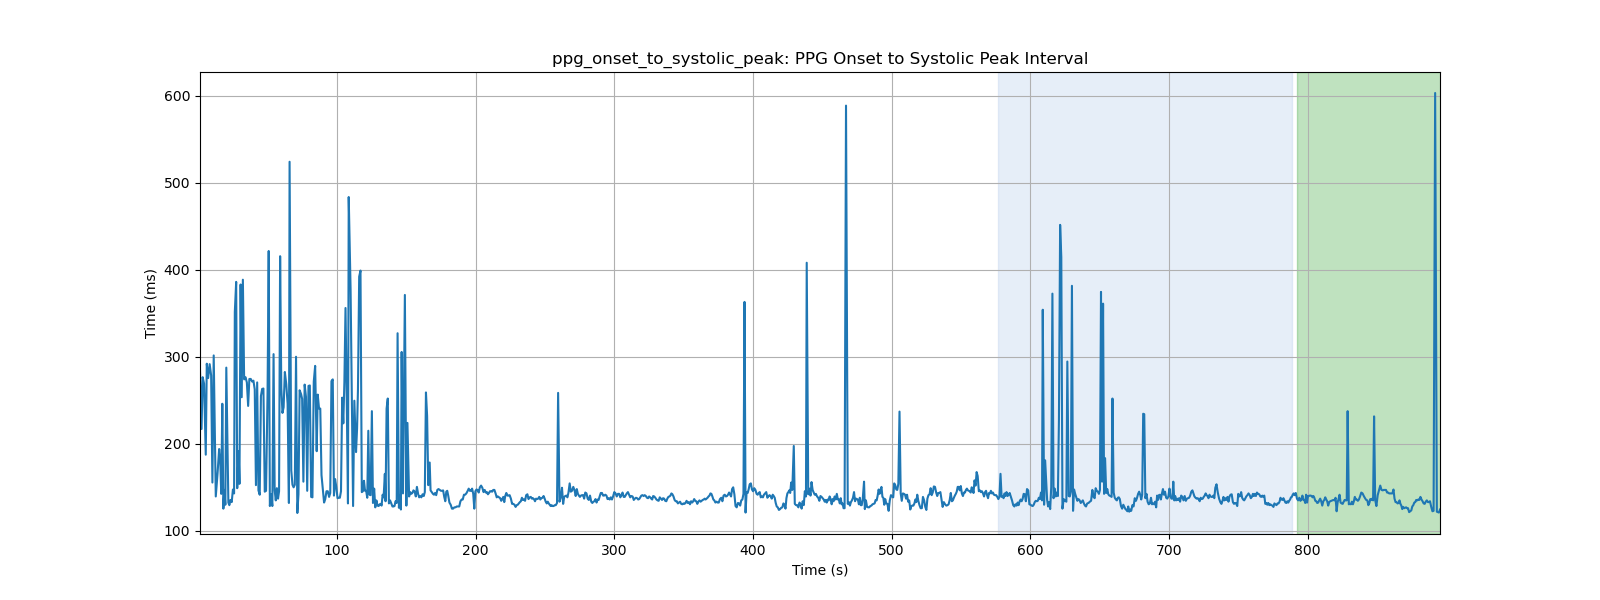 ppg_onset_to_systolic_peak: PPG Onset to Systolic Peak Interval
600
500
400
300
200
100
Time (ms)
100 200 300 400 500 600 700 800
Time (s)